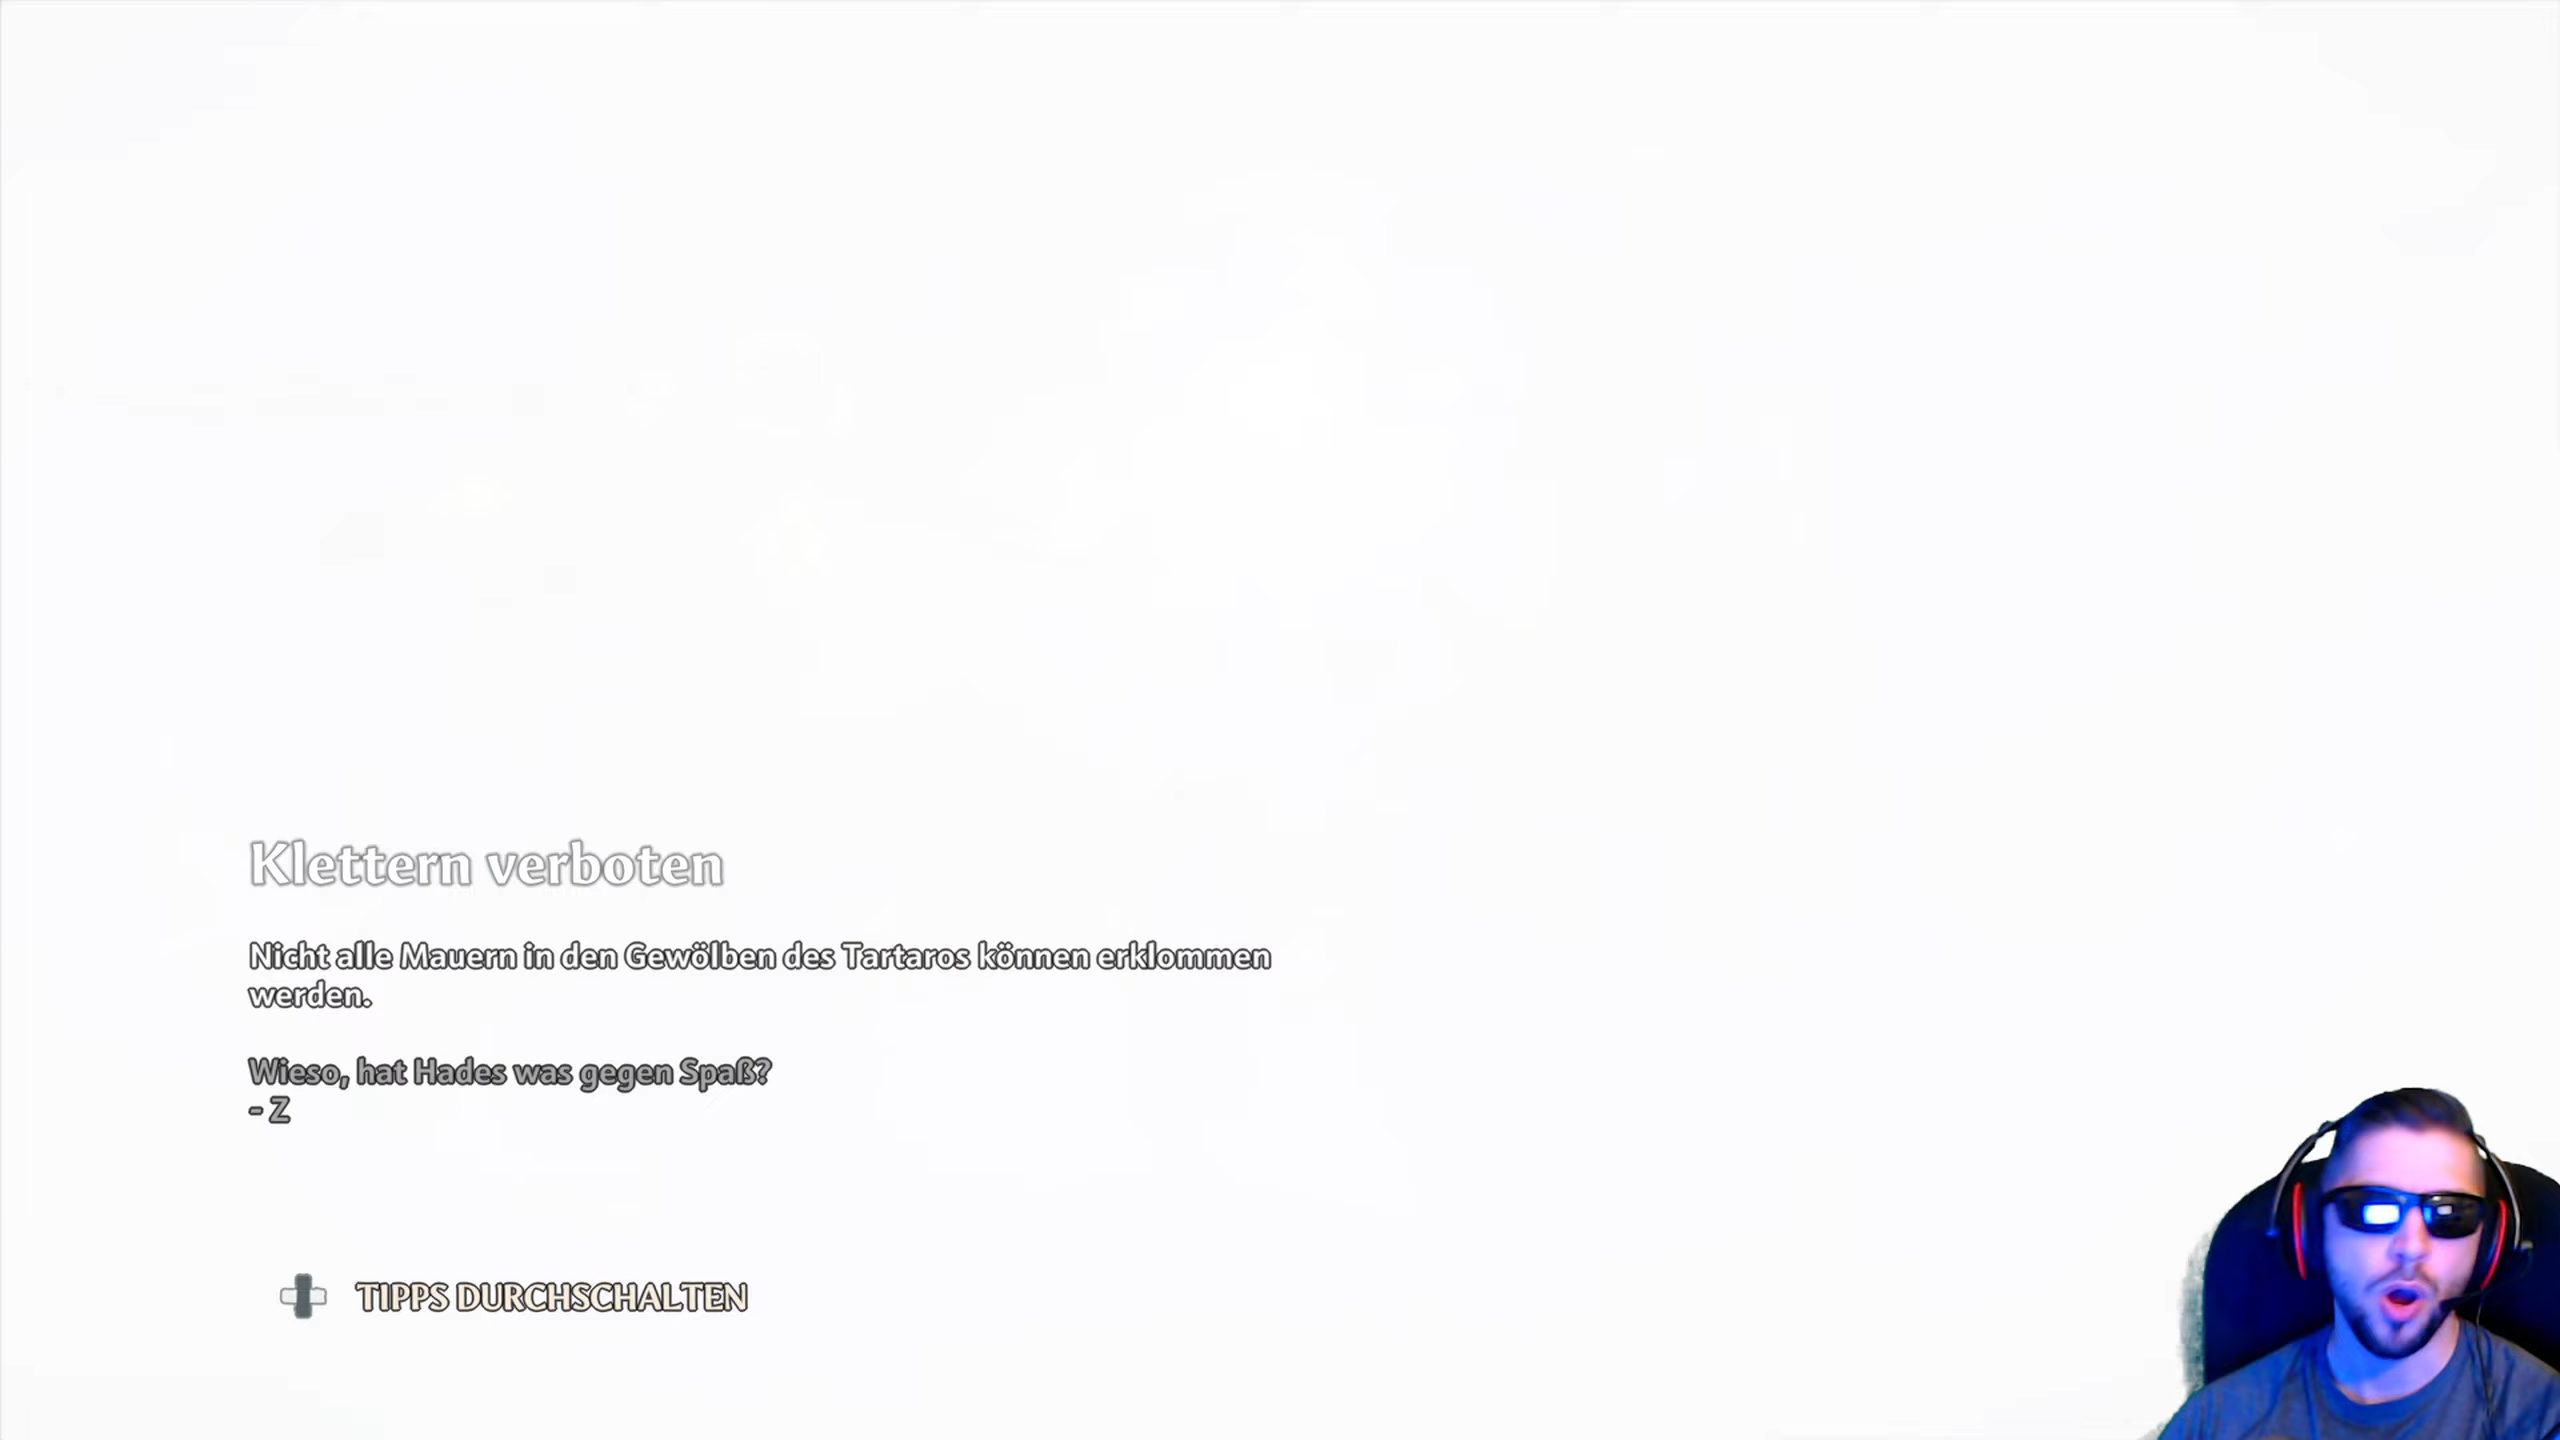 Klettern verboten
Nicht alle Mauern in den Gewölben des Tartaros können erklommen
werden.
Wieso, hat Hades was gegen Spaß?
- Z
TIPPS DURCHSCHALTEN